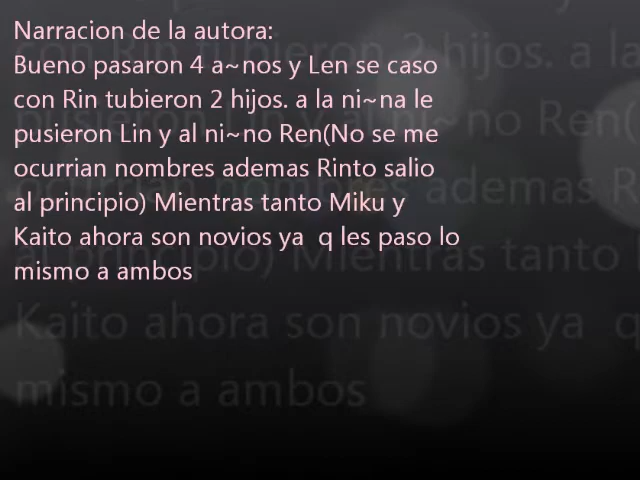 Narracion de la autora:
Bueno pasaron 4 a~nos y Len se caso
con Rin tubieron 2 hijos. a la ni~na le
pusieron Lin y al ni~no Ren(No se me
ocurrian nombres ademas Rinto salio
al principio) Mientras tanto Miku y
Kaito ahora son novios ya  q les paso lo
mismo a ambos